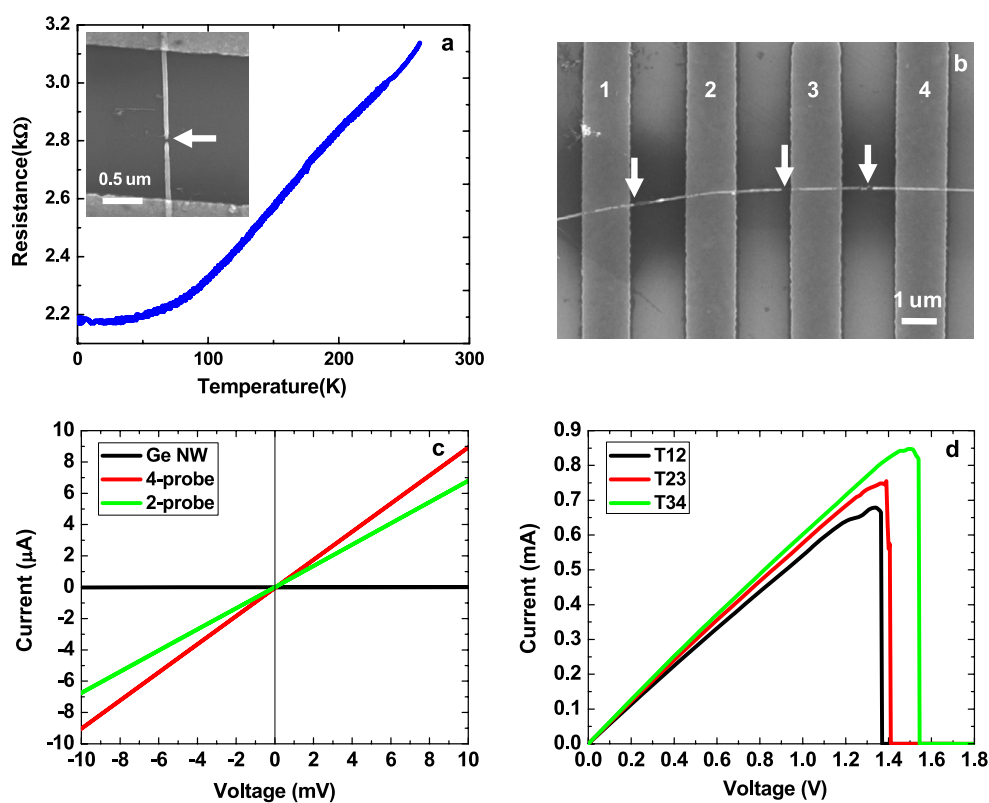 a
Resistance(kΩ)
3.2
3.0
2.8
2.6
2.4
2.2
0.5 um
0
100
200
300
Temperature(K)
b
1
2
3
4
1 um
c
Current (μA)
10
8
6
4
2
0
-2
-4
-6
-8
-10
Ge NW
4-probe
2-probe
-10 -8 -6 -4 -2 0 2 4 6 8 10
Voltage (mV)
d
Current (mA)
0.9
0.8
0.7
0.6
0.5
0.4
0.3
0.2
0.1
0.0
T12
T23
T34
0.0 0.2 0.4 0.6 0.8 1.0 1.2 1.4 1.6 1.8
Voltage (V)